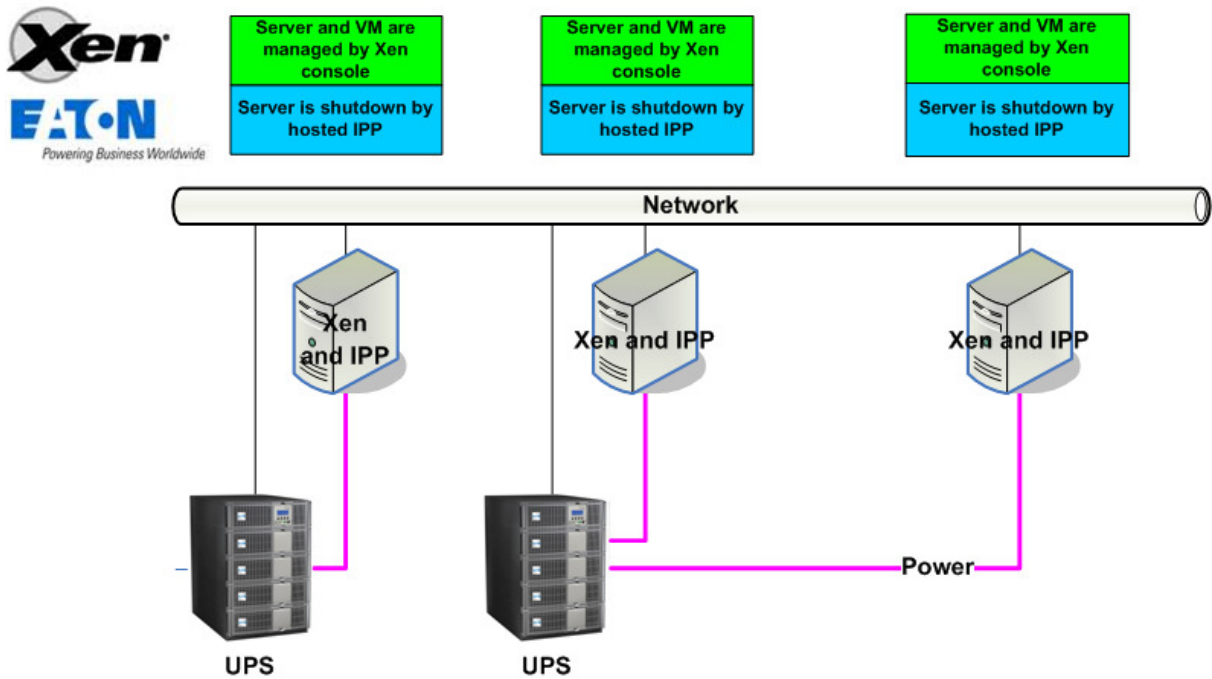 Xen
EATON
Powering Business Worldwide
Server and VM are
managed by Xen
console
Server is shutdown by
hosted IPP
Server and VM are
managed by Xen
console
Server is shutdown by
hosted IPP
Server and VM are
managed by Xen
console
Server is shutdown by
hosted IPP
Network
Xen
and IPP
Xen and IPP
Xen and IPP
Power
UPS
UPS